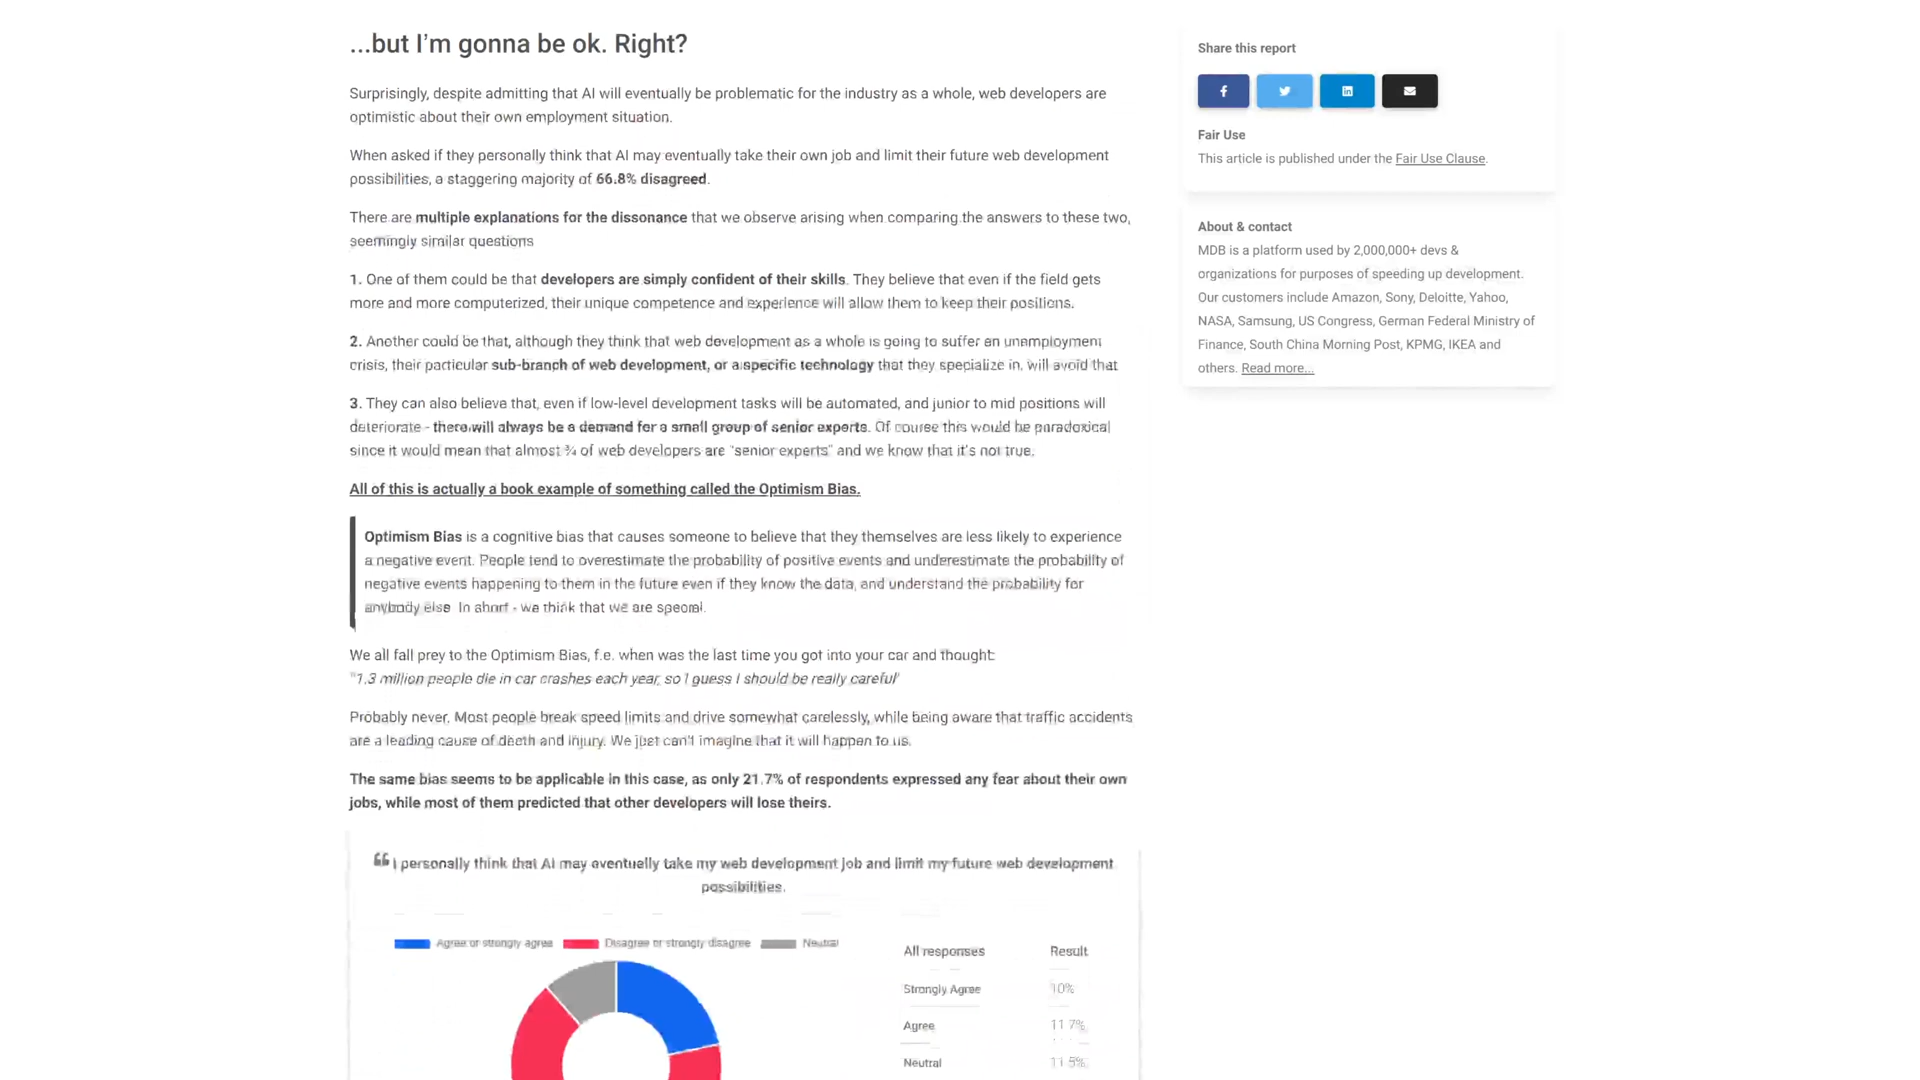 ...but I'm gonna be ok. Right?
Surprisingly, despite admitting that AI will eventually be problematic for the industry as a whole, web developers are
optimistic about their own employment situation.
When asked if they personally think that AI may eventually take their own job and limit their future web development
possibilities, a staggering majority of 66.8% disagreed.
There are multiple explanations for the dissonance that we observe arising when comparing the answers to these two,
seemingly similar questions
1. One of them could be that developers are simply confident of their skills. They believe that even if the field gets
more and more computerized, their unique competence and experience will allow them to keep their positions.
2. Another could be that, although they think that web development as a whole is going to suffer an unemployment
crisis, their particular sub-branch of web development, or a specific technology that they specialize in, will avoid that
3. They can also believe that, even if low-level development tasks will be automated, and junior to mid positions will
deteriorate - there will always be a demand for a small group of senior experts. Of course this would be paradoxical
since it would mean that almost ¾ of web developers are "senior experts" and we know that it's not true.
All of this is actually a book example of something called the Optimism Bias.
Optimism Bias is a cognitive bias that causes someone to believe that they themselves are less likely to experience
a negative event. People tend to overestimate the probability of positive events and underestimate the probability of
negative events happening to them in the future even if they know the data, and understand the probability for
anybody else. In short - we think that we are special.
We all fall prey to the Optimism Bias, f.e. when was the last time you got into your car and thought:
"1.3 million people die in car crashes each year, so I guess I should be really careful"
Probably never. Most people break speed limits and drive somewhat carelessly, while being aware that traffic accidents
are a leading cause of death and injury. We just can't imagine that it will happen to us.
The same bias seems to be applicable in this case, as only 21.7% of respondents expressed any fear about their own
jobs, while most of them predicted that other developers will lose theirs.
“ I personally think that AI may eventually take my web development job and limit my future web development
possibilities.
Agree or strongly agree Disagree or strongly disagree Neutral
All responses Result
Strongly Agree 10%
Agree 11.7%
Neutral 11.5%
Share this report
Fair Use
This article is published under the Fair Use Clause.
About & contact
MDB is a platform used by 2,000,000+ devs &
organizations for purposes of speeding up development.
Our customers include Amazon, Sony, Deloitte, Yahoo,
NASA, Samsung, US Congress, German Federal Ministry of
Finance, South China Morning Post, KPMG, IKEA and
others. Read more...